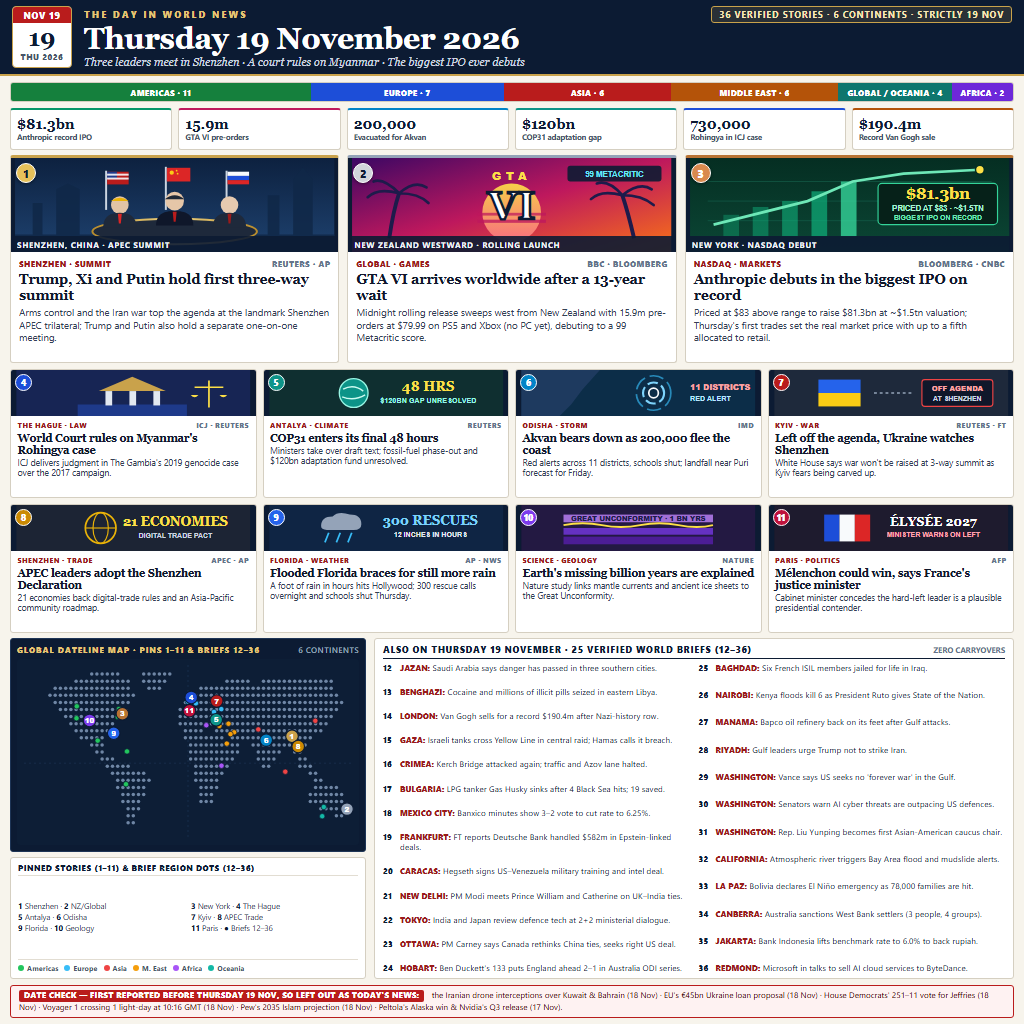 NOV 19
19
THU 2026
THE DAY IN WORLD NEWS
Thursday 19 November 2026
Three leaders meet in Shenzhen · A court rules on Myanmar · The biggest IPO ever debuts
36 VERIFIED STORIES · 6 CONTINENTS · STRICTLY 19 NOV
AMERICAS · 11
EUROPE · 7
ASIA · 6
MIDDLE EAST · 6
GLOBAL / OCEANIA · 4
AFRICA · 2
$81.3bn
Anthropic record IPO
15.9m
GTA VI pre-orders
200,000
Evacuated for Akvan
$120bn
COP31 adaptation gap
730,000
Rohingya in ICJ case
$190.4m
Record Van Gogh sale
1
SHENZHEN, CHINA · APEC SUMMIT
SHENZHEN · SUMMIT
REUTERS · AP
Trump, Xi and Putin hold first three-way
summit
Arms control and the Iran war top the agenda at the landmark Shenzhen
APEC trilateral; Trump and Putin also hold a separate one-on-one
meeting.
2
GTA
VI
99 METACRITIC
NEW ZEALAND WESTWARD · ROLLING LAUNCH
GLOBAL · GAMES
BBC · BLOOMBERG
GTA VI arrives worldwide after a 13-year
wait
Midnight rolling release sweeps west from New Zealand with 15.9m pre-
orders at $79.99 on PS5 and Xbox (no PC yet), debuting to a 99
Metacritic score.
3
$81.3bn
PRICED AT $83 · ~$1.5TN
BIGGEST IPO ON RECORD
NEW YORK · NASDAQ DEBUT
NASDAQ · MARKETS
BLOOMBERG · CNBC
Anthropic debuts in the biggest IPO on
record
Priced at $83 above range to raise $81.3bn at ~$1.5tn valuation;
Thursday's first trades set the real market price with up to a fifth
allocated to retail.
4
THE HAGUE · LAW
ICJ · REUTERS
World Court rules on Myanmar's
Rohingya case
ICJ delivers judgment in The Gambia's 2019 genocide case
over the 2017 campaign.
5
48 HRS
$120BN GAP UNRESOLVED
ANTALYA · CLIMATE
REUTERS
COP31 enters its final 48 hours
Ministers take over draft text; fossil-fuel phase-out and
$120bn adaptation fund unresolved.
6
11 DISTRICTS
RED ALERT
ODISHA · STORM
IMD
Akvan bears down as 200,000 flee the
coast
Red alerts across 11 districts, schools shut; landfall near Puri
forecast for Friday.
7
OFF AGENDA
AT SHENZHEN
KYIV · WAR
REUTERS · FT
Left off the agenda, Ukraine watches
Shenzhen
White House says war won't be raised at 3-way summit as
Kyiv fears being carved up.
8
21 ECONOMIES
DIGITAL TRADE PACT
SHENZHEN · TRADE
APEC · AP
APEC leaders adopt the Shenzhen
Declaration
21 economies back digital-trade rules and an Asia-Pacific
community roadmap.
9
300 RESCUES
12 INCHES IN HOURS
FLORIDA · WEATHER
AP · NWS
Flooded Florida braces for still more rain
A foot of rain in hours hits Hollywood; 300 rescue calls
overnight and schools shut Thursday.
10
GREAT UNCONFORMITY · 1 BN YRS
SCIENCE · GEOLOGY
NATURE
Earth's missing billion years are explained
Nature study links mantle currents and ancient ice sheets to
the Great Unconformity.
11
ÉLYSÉE 2027
MINISTER WARNS ON LEFT
PARIS · POLITICS
AFP
Mélenchon could win, says France's
justice minister
Cabinet minister concedes the hard-left leader is a plausible
presidential contender.
GLOBAL DATELINE MAP · PINS 1–11 & BRIEFS 12–36
6 CONTINENTS
4
7
11
5
10
3
9
6
1
8
2
PINNED STORIES (1–11) & BRIEF REGION DOTS (12–36)
1 Shenzhen · 2 NZ/Global
3 New York · 4 The Hague
5 Antalya · 6 Odisha
7 Kyiv · 8 APEC Trade
9 Florida · 10 Geology
11 Paris · ● Briefs 12–36
Americas
Europe
Asia
M. East
Africa
Oceania
ALSO ON THURSDAY 19 NOVEMBER · 25 VERIFIED WORLD BRIEFS (12–36)
ZERO CARRYOVERS
12 JAZAN: Saudi Arabia says danger has passed in three southern cities.
13 BENGHAZI: Cocaine and millions of illicit pills seized in eastern Libya.
14 LONDON: Van Gogh sells for a record $190.4m after Nazi-history row.
15 GAZA: Israeli tanks cross Yellow Line in central raid; Hamas calls it breach.
16 CRIMEA: Kerch Bridge attacked again; traffic and Azov lane halted.
17 BULGARIA: LPG tanker Gas Husky sinks after 4 Black Sea hits; 19 saved.
18 MEXICO CITY: Banxico minutes show 3–2 vote to cut rate to 6.25%.
19 FRANKFURT: FT reports Deutsche Bank handled $582m in Epstein-linked
deals.
20 CARACAS: Hegseth signs US–Venezuela military training and intel deal.
21 NEW DELHI: PM Modi meets Prince William and Catherine on UK–India ties.
22 TOKYO: India and Japan review defence tech at 2+2 ministerial dialogue.
23 OTTAWA: PM Carney says Canada rethinks China ties, seeks right US deal.
24 HOBART: Ben Duckett's 133 puts England ahead 2–1 in Australia ODI series.
25 BAGHDAD: Six French ISIL members jailed for life in Iraq.
26 NAIROBI: Kenya floods kill 6 as President Ruto gives State of the Nation.
27 MANAMA: Bapco oil refinery back on its feet after Gulf attacks.
28 RIYADH: Gulf leaders urge Trump not to strike Iran.
29 WASHINGTON: Vance says US seeks no 'forever war' in the Gulf.
30 WASHINGTON: Senators warn AI cyber threats are outpacing US defences.
31 WASHINGTON: Rep. Liu Yunping becomes first Asian-American caucus chair.
32 CALIFORNIA: Atmospheric river triggers Bay Area flood and mudslide alerts.
33 LA PAZ: Bolivia declares El Niño emergency as 78,000 families are hit.
34 CANBERRA: Australia sanctions West Bank settlers (3 people, 4 groups).
35 JAKARTA: Bank Indonesia lifts benchmark rate to 6.0% to back rupiah.
36 REDMOND: Microsoft in talks to sell AI cloud services to ByteDance.
DATE CHECK — FIRST REPORTED BEFORE THURSDAY 19 NOV, SO LEFT OUT AS TODAY'S NEWS: the Iranian drone interceptions over Kuwait & Bahrain (18 Nov) · EU's €45bn Ukraine loan proposal (18 Nov) · House Democrats' 251–11 vote for Jeffries (18
Nov) · Voyager 1 crossing 1 light-day at 10:16 GMT (18 Nov) · Pew's 2035 Islam projection (18 Nov) · Peltola's Alaska win & Nvidia's Q3 release (17 Nov).